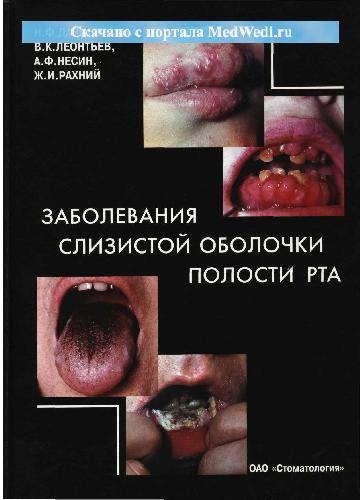 Скачано с портала MedWedi.ru
В.К.ЛЕОНТЬЕВ,
А.Ф.НЕСИН,
Ж.И.РАХНИЙ
ЗАБОЛЕВАНИЯ
СЛИЗИСТОЙ ОБОЛОЧКИ
ПОЛОСТИ РТА
ОАО «Стоматология»